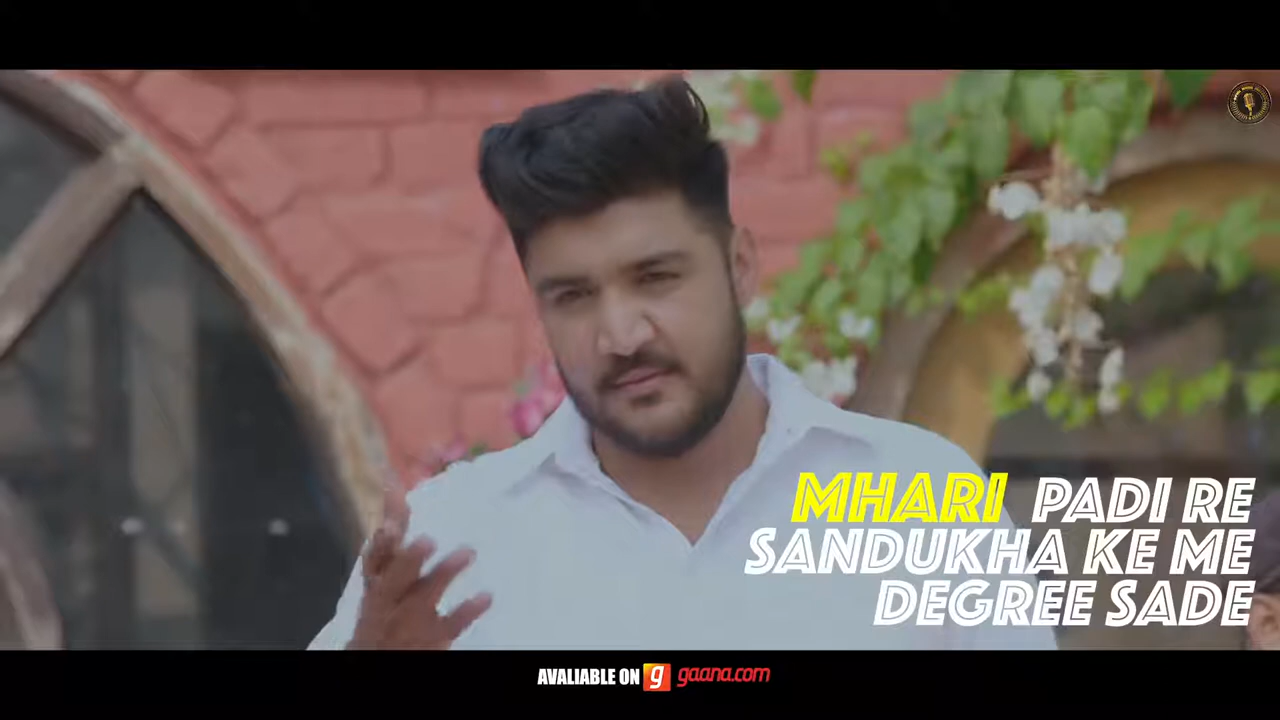 MHARI PADI RE
SANDUKHA KE ME
DEGREE SADE
AVALIABLE ON g gaana.com